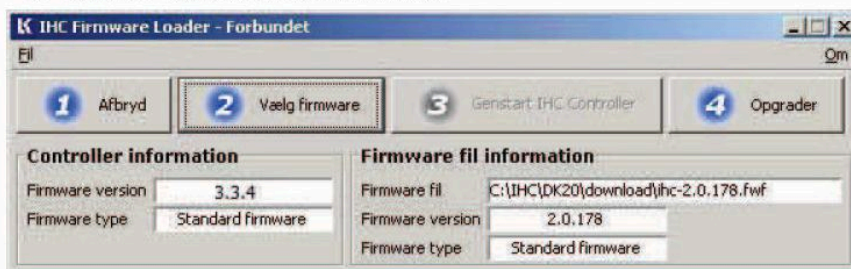 IHC Firmware Loader - Forbundet
Fil Om
1 Afbryd 2 Vælg firmware 3 Genstart IHC Controller 4 Opgrader
Controller information
Firmware version 3.3.4
Firmware type Standard firmware
Firmware fil information
Firmware fil C:\IHC\DK20\download\ihc-2.0.178.fwf
Firmware version 2.0.178
Firmware type Standard firmware